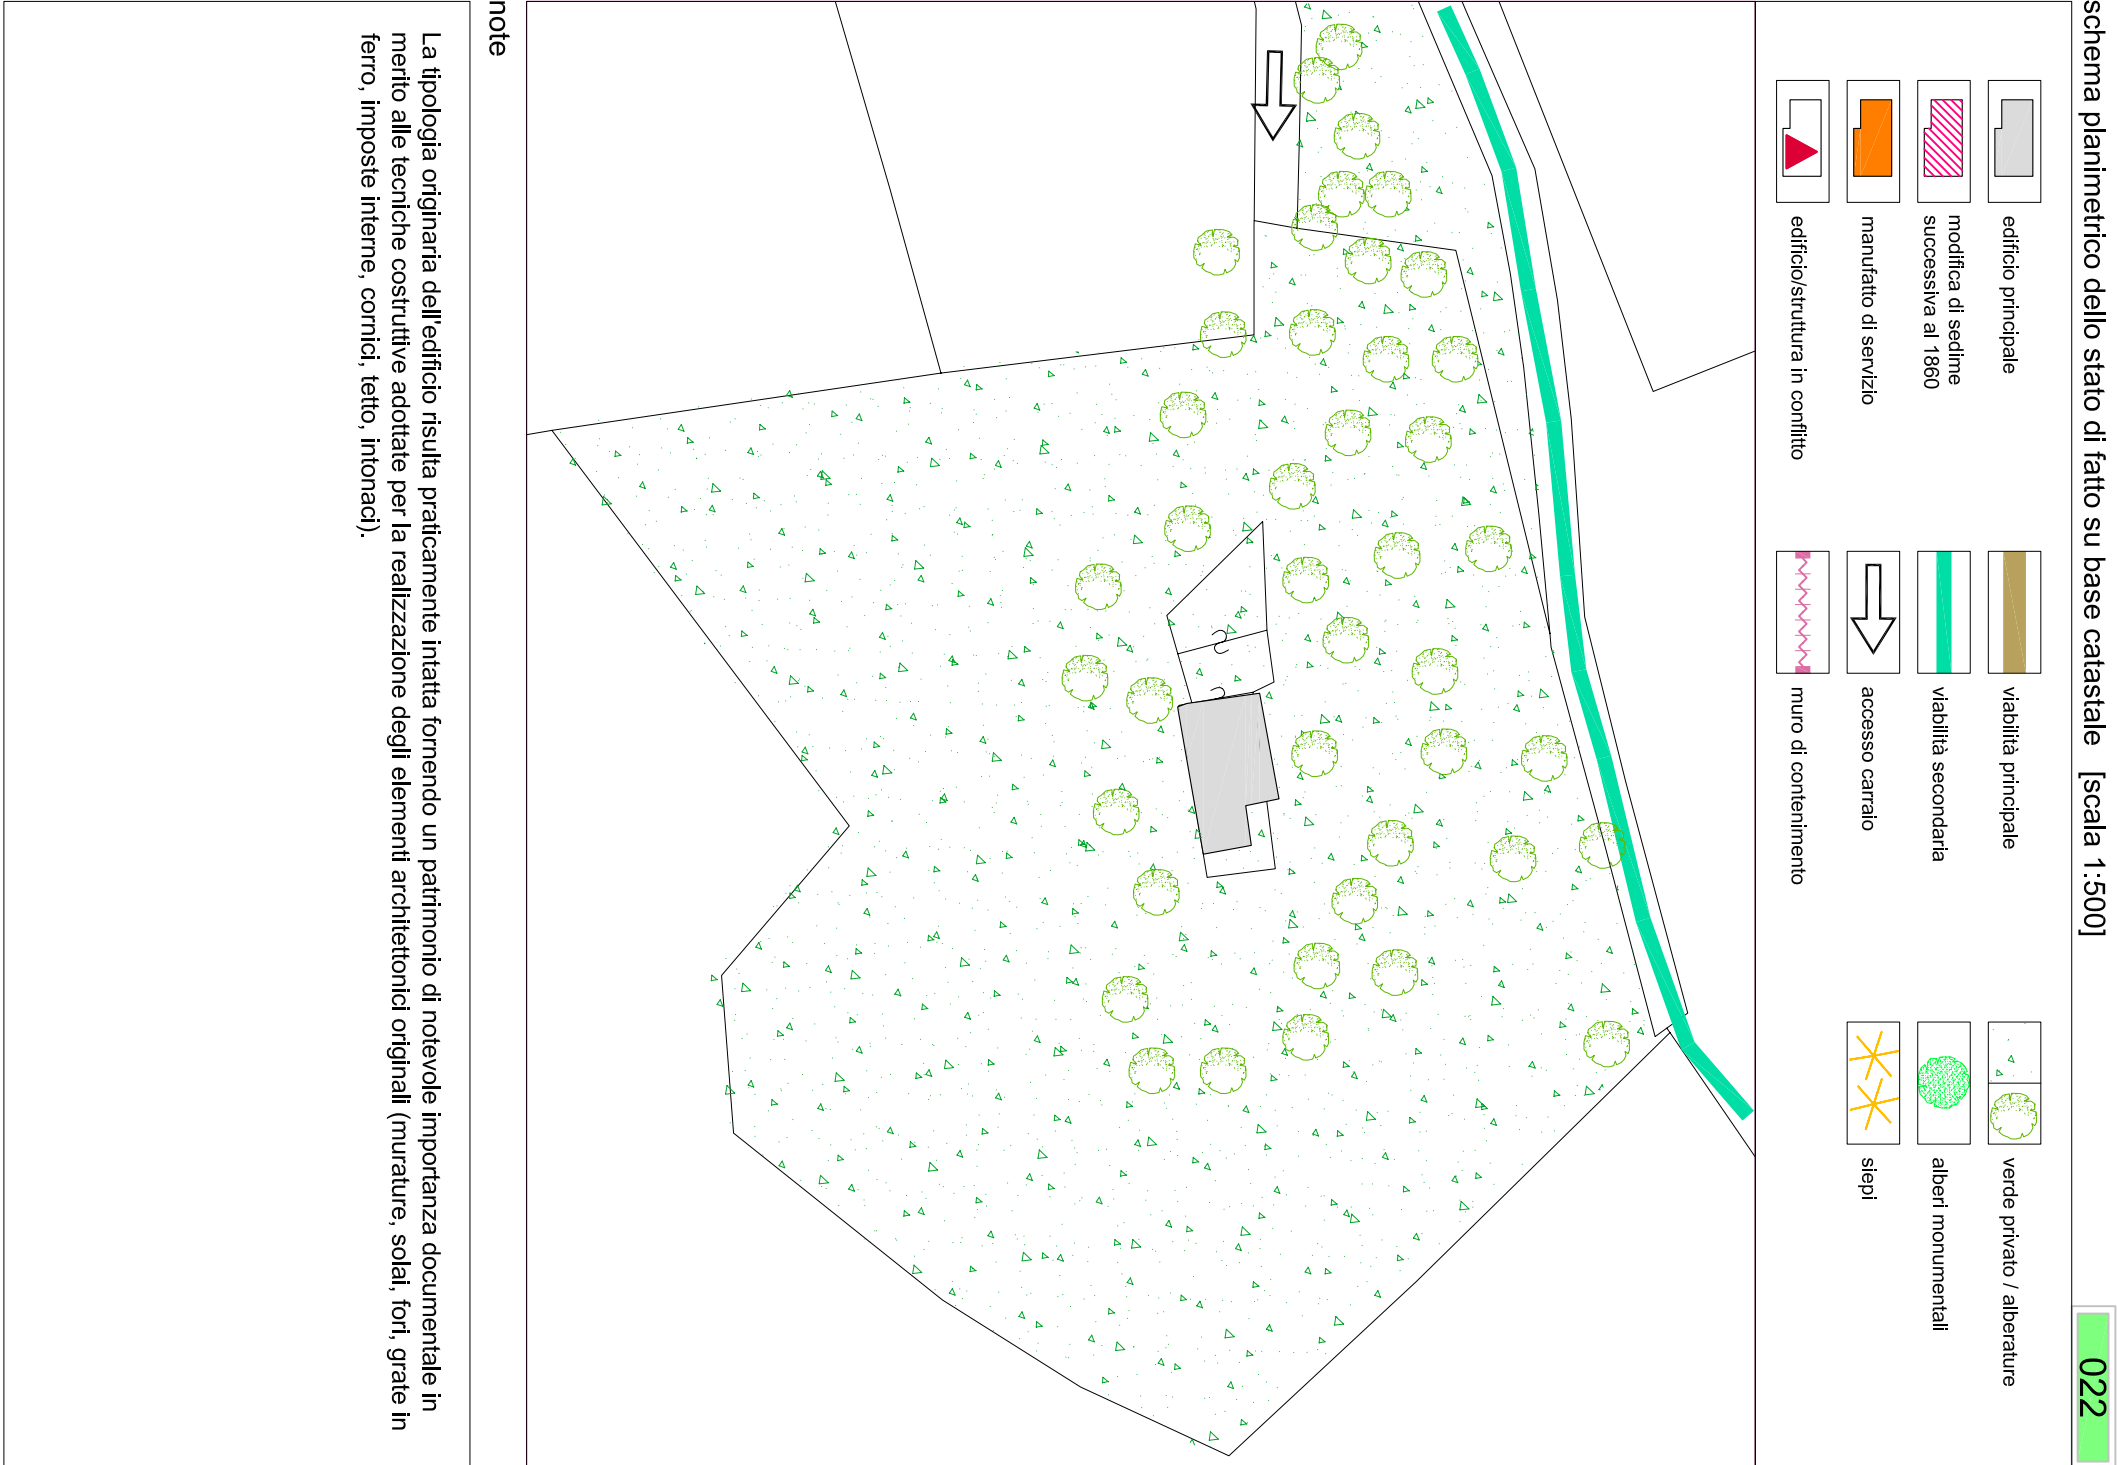 schema planimetrico dello stato di fatto su base catastale [scala 1:500]
022
edificio principale
modifica di sedime
successiva al 1860
manufatto di servizio
edificio/struttura in conflitto
viabilità principale
viabilità secondaria
accesso carraio
muro di contenimento
verde privato / alberature
alberi monumentali
siepi
note
La tipologia originaria dell'edificio risulta praticamente intatta fornendo un patrimonio di notevole importanza documentale in
merito alle tecniche costruttive adottate per la realizzazione degli elementi architettonici originali (murature, solai, fori, grate in
ferro, imposte interne, cornici, tetto, intonaci).